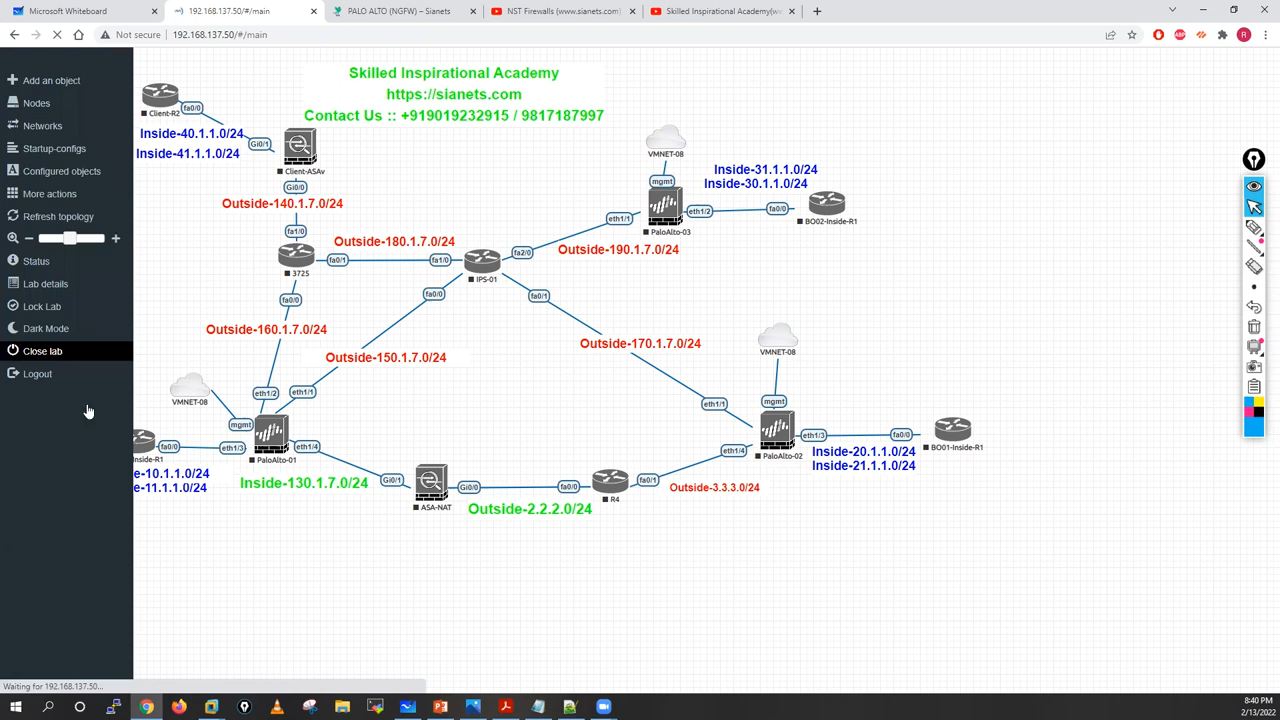 Microsoft Whiteboard
192.168.137.50/#/main
PALO ALTO (NGFW) – Sianets
NST Firewalls (www.sianets.com)
Skilled Inspirational Academy(we
Not secure
192.168.137.50/#/main
R
Add an object
Nodes
Networks
Startup-configs
Configured objects
More actions
Refresh topology
Status
Lab details
Lock Lab
Dark Mode
Close lab
Logout
Skilled Inspirational Academy
https://sianets.com
Contact Us :: +919019232915 / 9817187997
Client-R2
fa0/0
Inside-40.1.1.0/24
Inside-41.1.1.0/24
Gi0/1
Client-ASAv
Gi0/0
Outside-140.1.7.0/24
fa1/0
3725
fa0/1
Outside-180.1.7.0/24
fa1/0
IPS-01
fa2/0
Outside-190.1.7.0/24
eth1/1
VMNET-08
mgmt
PaloAlto-03
eth1/2
Inside-31.1.1.0/24
Inside-30.1.1.0/24
fa0/0
BO02-Inside-R1
fa0/0
fa0/0
fa0/1
Outside-160.1.7.0/24
Outside-150.1.7.0/24
Outside-170.1.7.0/24
VMNET-08
VMNET-08
eth1/2
eth1/1
eth1/1
mgmt
mgmt
-R1
fa0/0
eth1/3
PaloAlto-01
eth1/4
e-10.1.1.0/24
e-11.1.1.0/24
Inside-130.1.7.0/24
Gi0/1
ASA-NAT
Gi0/0
Outside-2.2.2.0/24
fa0/0
R4
fa0/1
Outside-3.3.3.0/24
eth1/4
PaloAlto-02
eth1/3
fa0/0
BO01-Inside-R1
Inside-20.1.1.0/24
Inside-21.1.1.0/24
Waiting for 192.168.137.50...
8:40 PM
2/13/2022